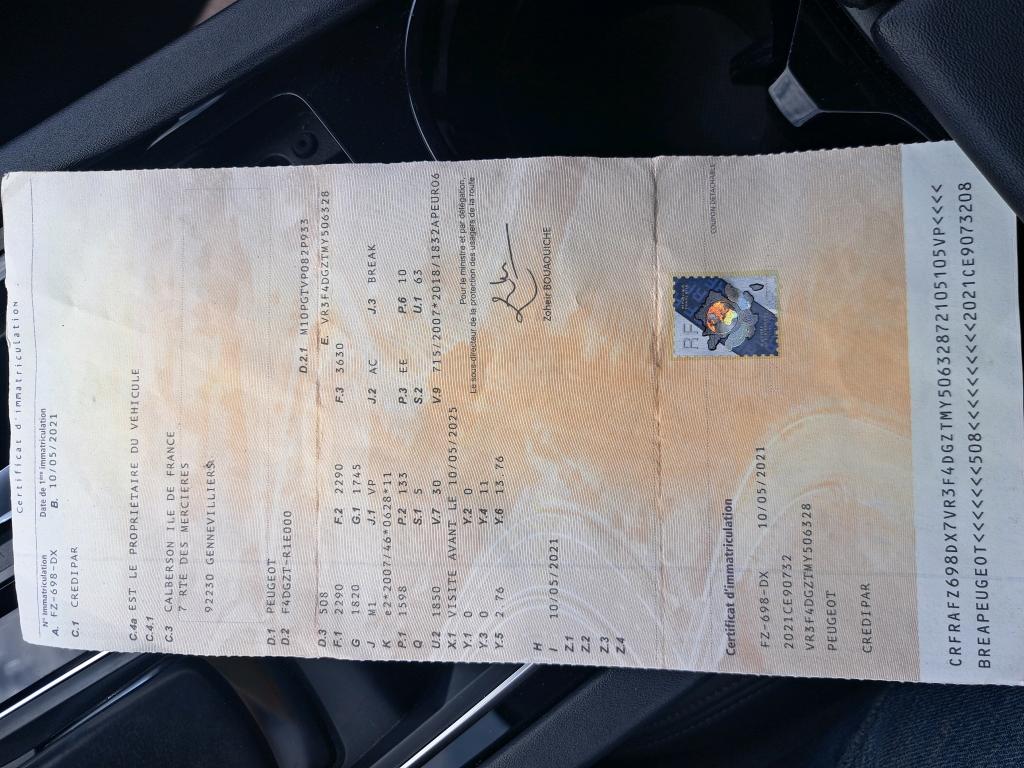 Certificat d'immatriculation
N° immatriculation Date de 1ère immatriculation
A. FZ-698-DX B. 10/05/2021
C.1 CREDIPAR
C.4a EST LE PROPRIÉTAIRE DU VÉHICULE
C.4.1
C.3 CALBERSON ILE DE FRANCE
7 RTE DES MERCIERES
92230 GENNEVILLIERS
D.1 PEUGEOT
D.2 F4DGZT-R1E000 D.2.1 M10PGTVP082P933
D.3 508 E. VR3F4DGZTMY506328
F.1 2290 F.2 2290 F.3 3630
G 1820 G.1 1745
J M1 J.1 VP J.2 AC J.3 BREAK
K e2*2007/46*0628*11
P.1 1598 P.2 133 P.3 EE P.6 10
Q S.1 5 S.2 U.1 63
U.2 1830 V.7 30 V.9 715/2007*2018/1832APEURO6
X.1 VISITE AVANT LE 10/05/2025
Y.1 0 Y.2 0
Y.3 0 Y.4 11
Y.5 2 76 Y.6 13 76
Pour le ministre et par délégation,
Le sous-directeur de la protection des usagers de la route
Zoheir BOUAOUICHE
H
I 10/05/2021
Z.1
Z.2
Z.3
Z.4
COUPON DÉTACHABLE
RF
Certificat d'immatriculation
FZ-698-DX 10/05/2021
2021CE90732
VR3F4DGZTMY506328
PEUGEOT
CREDIPAR
CRFRAFZ698DX7VR3F4DGZTMY50632872105105VP<<<<
BREAPEUGEOT<<<<<<508<<<<<<<<<<2021CE9073208